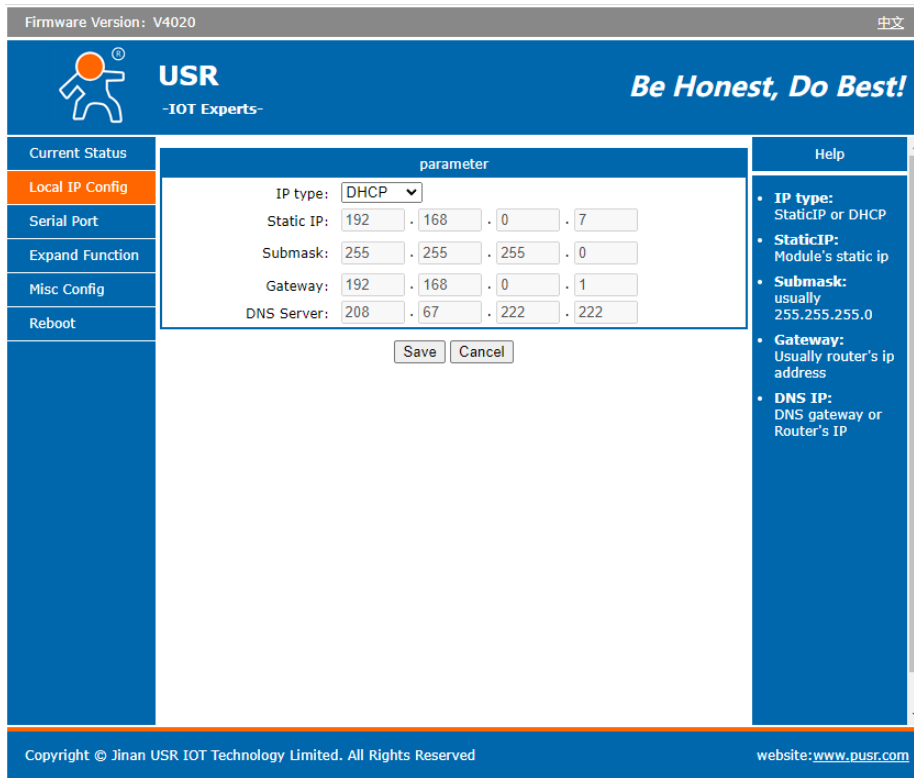 Firmware Version: V4020
中文
®
USR
-IOT Experts-
Be Honest, Do Best!
Current Status
Local IP Config
Serial Port
Expand Function
Misc Config
Reboot
parameter
IP type: DHCP
Static IP: 192 . 168 . 0 . 7
Submask: 255 . 255 . 255 . 0
Gateway: 192 . 168 . 0 . 1
DNS Server: 208 . 67 . 222 . 222
Save Cancel
Help
• IP type:
StaticIP or DHCP
• StaticIP:
Module's static ip
• Submask:
usually
255.255.255.0
• Gateway:
Usually router's ip
address
• DNS IP:
DNS gateway or
Router's IP
Copyright © Jinan USR IOT Technology Limited. All Rights Reserved
website:www.pusr.com